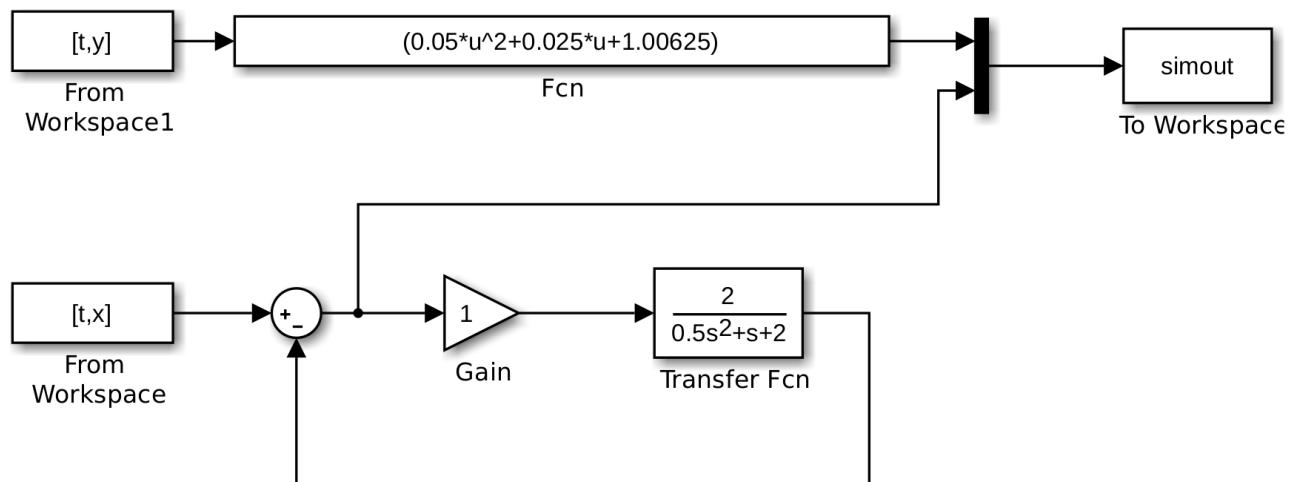 [t,y]
From
Workspace1
(0.05*u^2+0.025*u+1.00625)
Fcn
simout
To Workspace
[t,x]
From
Workspace
+
−
1
Gain
2
0.5s2+s+2
Transfer Fcn